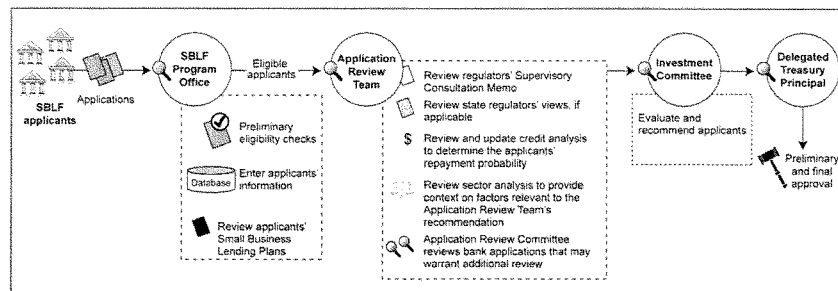 SBLF
applicants
Applications
SBLF
Program
Office
Preliminary
eligibility checks
Database
Enter applicants'
information
Review applicants'
Small Business
Lending Plans
Eligible
applicants
Application
Review
Team
Review regulators' Supervisory
Consultation Memo
Review state regulators' views, if
applicable
$
Review and update credit analysis
to determine the applicants'
repayment probability
Review sector analysis to provide
context on factors relevant to the
Application Review Team's
recommendation
Application Review Committee
reviews bank applications that may
warrant additional review
Investment
Committee
Evaluate and
recommend applicants
Delegated
Treasury
Principal
Preliminary
and final
approval